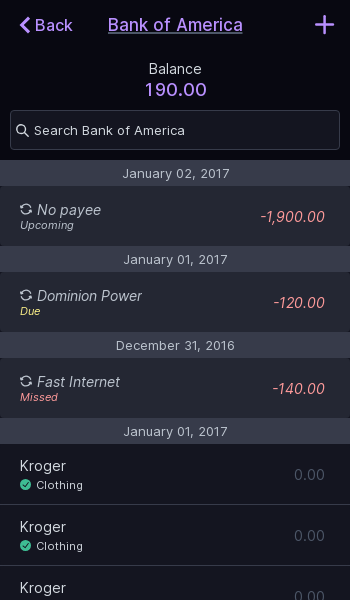 Back
Bank of America
Balance
190.00
Search Bank of America
January 02, 2017
No payee
-1,900.00
Upcoming
January 01, 2017
Dominion Power
-120.00
Due
December 31, 2016
Fast Internet
-140.00
Missed
January 01, 2017
Kroger
0.00
Clothing
Kroger
0.00
Clothing
Kroger
0.00